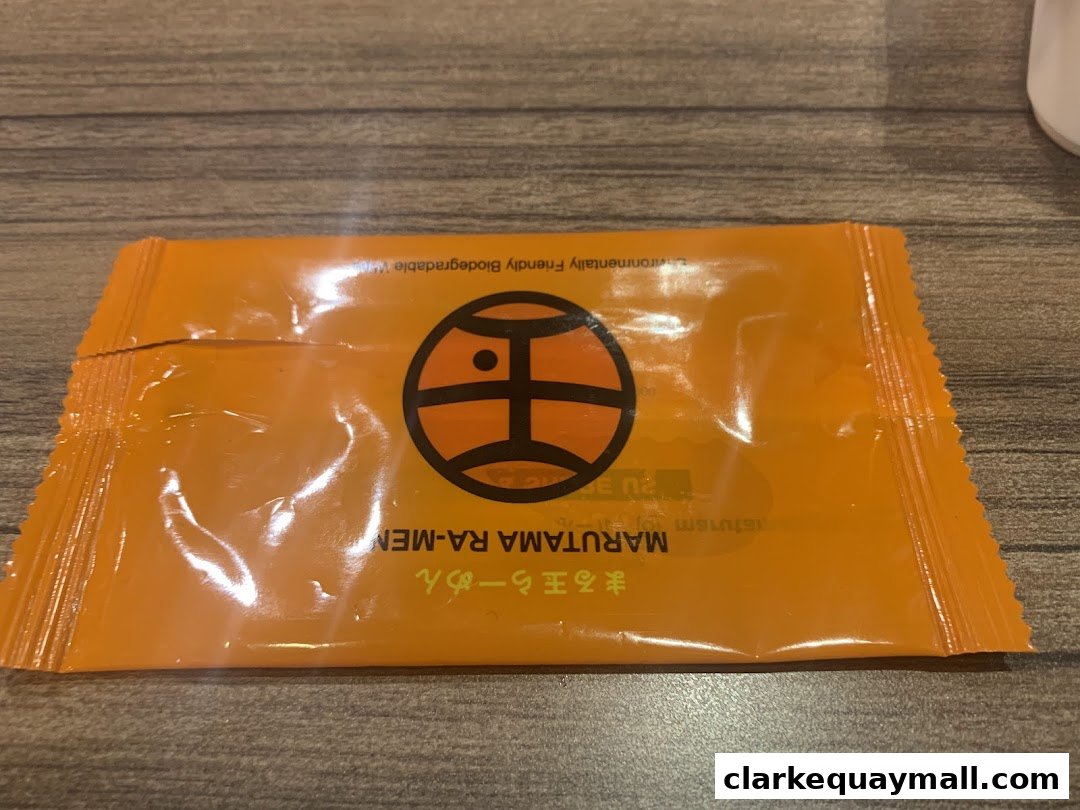 まる玉らーめん
MARUTAMA RA-MEN
Environmentally Friendly Biodegradable
clarkequaymall.com